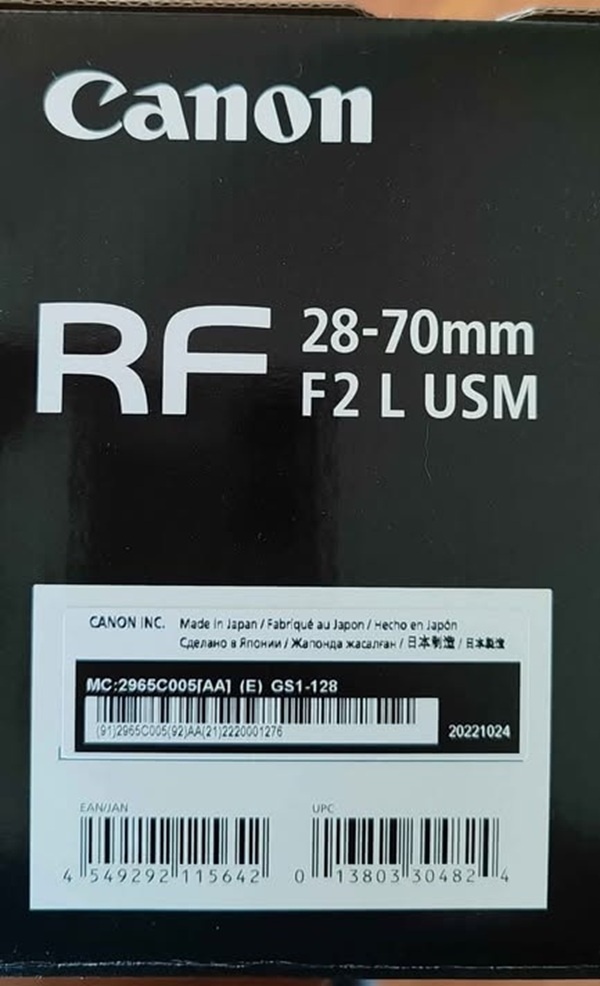 Canon
RF
28-70mm
F2 L USM
CANON INC. Made in Japan / Fabriqué au Japon / Hecho en Japón
Сделано в Японии / Жапонда жасалған / 日本制造 / 日本製造
MC:2965C005[AA] (E) GS1-128
(91)2965C005(92)AA(21)2220001276
20221024
EAN/JAN
UPC
4 549292 115642
0 13803 30482 4